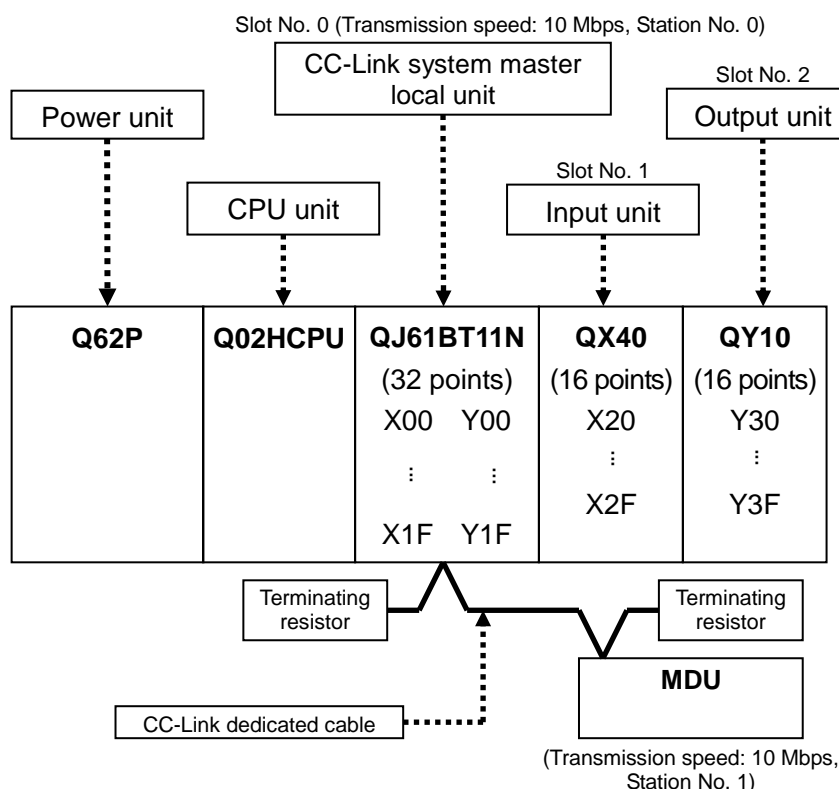 Slot No. 0 (Transmission speed: 10 Mbps, Station No. 0)
CC-Link system master
local unit
Slot No. 2
Power unit
Output unit
Slot No. 1
CPU unit
Input unit
Q62P
Q02HCPU
QJ61BT11N
QX40
QY10
(32 points)
(16 points)
(16 points)
X00 Y00
X20
Y30
⋮ ⋮
⋮
⋮
X2F
Y3F
X1F Y1F
Terminating
resistor
Terminating
resistor
MDU
CC-Link dedicated cable
(Transmission speed: 10 Mbps,
Station No. 1)